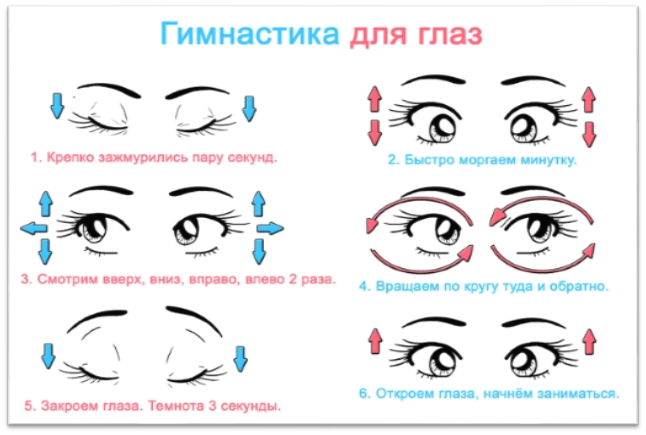 Гимнастика для глаз
1. Крепко зажмурились пару секунд.
2. Быстро моргаем минутку.
3. Смотрим вверх, вниз, вправо, влево 2 раза.
4. Вращаем по кругу туда и обратно.
5. Закроем глаза. Темнота 3 секунды.
6. Откроем глаза, начнём заниматься.